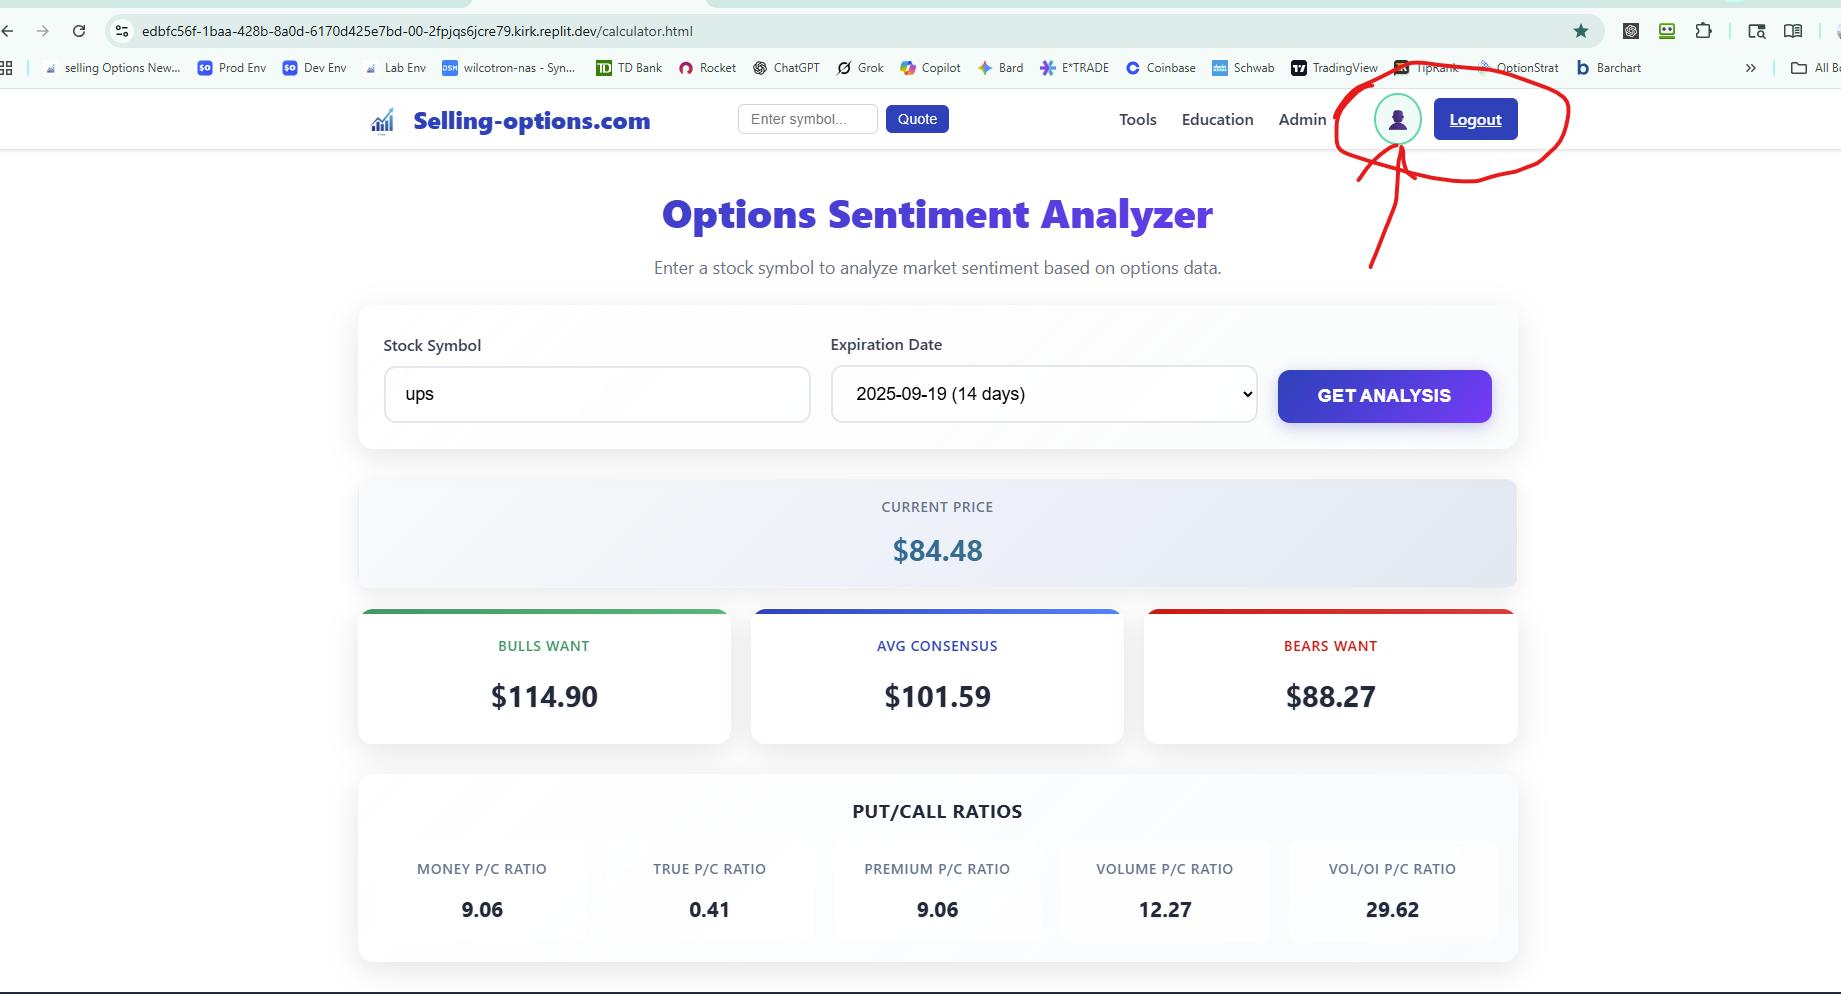 edbfc56f-1baa-428b-8a0d-6170d425e7bd-00-2fpjqs6jcre79.kirk.replit.dev/calculator.html
selling Options New... Prod Env Dev Env Lab Env wilcotron-nas - Syn... TD Bank Rocket ChatGPT Grok Copilot Bard E*TRADE Coinbase Schwab TradingView TipRank OptionStrat Barchart All Bo
Selling-options.com Enter symbol... Quote Tools Education Admin Logout
Options Sentiment Analyzer
Enter a stock symbol to analyze market sentiment based on options data.
Stock Symbol Expiration Date
ups 2025-09-19 (14 days) GET ANALYSIS
CURRENT PRICE
$84.48
BULLS WANT AVG CONSENSUS BEARS WANT
$114.90 $101.59 $88.27
PUT/CALL RATIOS
MONEY P/C RATIO TRUE P/C RATIO PREMIUM P/C RATIO VOLUME P/C RATIO VOL/OI P/C RATIO
9.06 0.41 9.06 12.27 29.62